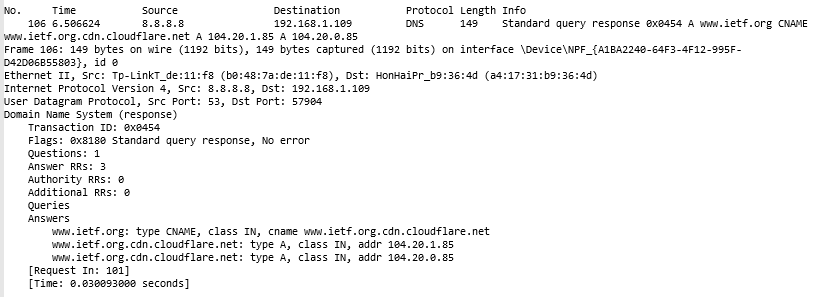 No. Time Source Destination Protocol Length Info
106 6.506624 8.8.8.8 192.168.1.109 DNS 149 Standard query response 0x0454 A www.ietf.org CNAME
www.ietf.org.cdn.cloudflare.net A 104.20.1.85 A 104.20.0.85
Frame 106: 149 bytes on wire (1192 bits), 149 bytes captured (1192 bits) on interface \Device\NPF_{A1BA2240-64F3-4F12-995F-
D42D06B55803}, id 0
Ethernet II, Src: Tp-LinkT_de:11:f8 (b0:48:7a:de:11:f8), Dst: HonHaiPr_b9:36:4d (a4:17:31:b9:36:4d)
Internet Protocol Version 4, Src: 8.8.8.8, Dst: 192.168.1.109
User Datagram Protocol, Src Port: 53, Dst Port: 57904
Domain Name System (response)
Transaction ID: 0x0454
Flags: 0x8180 Standard query response, No error
Questions: 1
Answer RRs: 3
Authority RRs: 0
Additional RRs: 0
Queries
Answers
www.ietf.org: type CNAME, class IN, cname www.ietf.org.cdn.cloudflare.net
www.ietf.org.cdn.cloudflare.net: type A, class IN, addr 104.20.1.85
www.ietf.org.cdn.cloudflare.net: type A, class IN, addr 104.20.0.85
[Request In: 101]
[Time: 0.030093000 seconds]